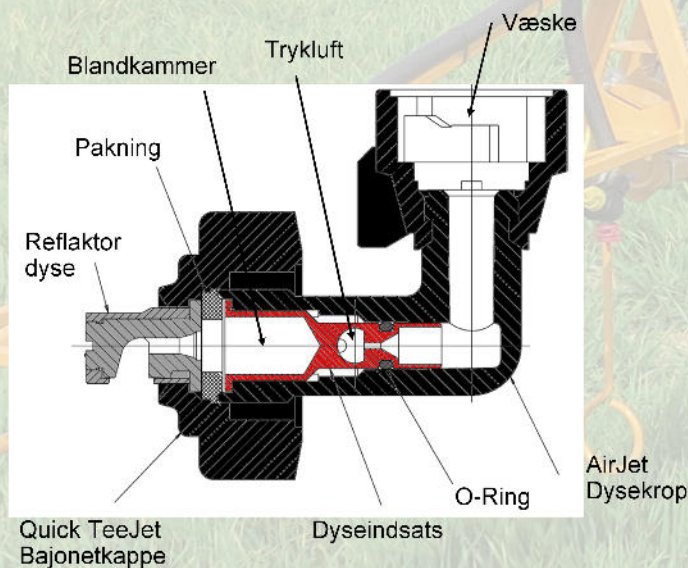 Væske
Trykluft
Blandkammer
Pakning
Reflaktor
dyse
AirJet
Dysekrop
O-Ring
Dyseindsats
Quick TeeJet
Bajonetkappe